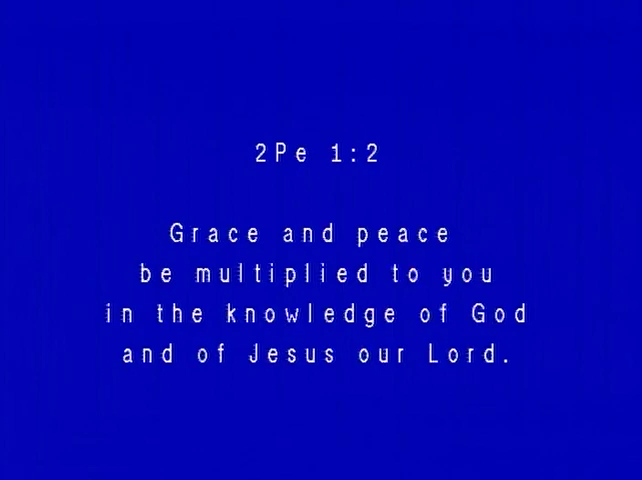 2Pe 1:2
Grace and peace
be multiplied to you
in the knowledge of God
and of Jesus our Lord.